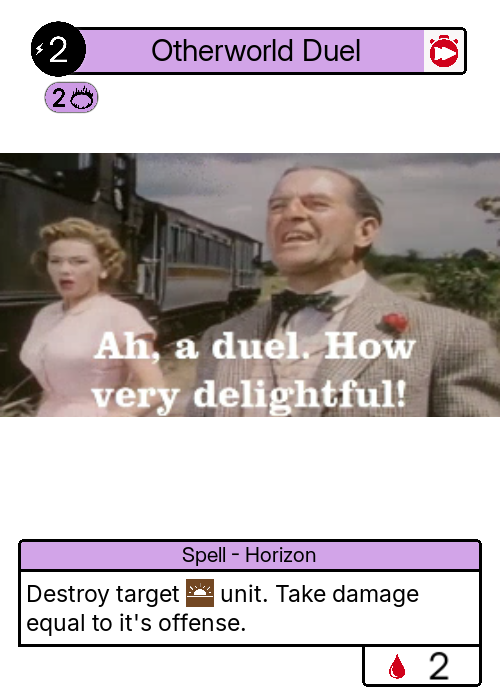 2
Otherworld Duel
2
Ah, a duel. How
very delightful!
Spell - Horizon
Destroy target unit. Take damage
equal to it's offense.
2